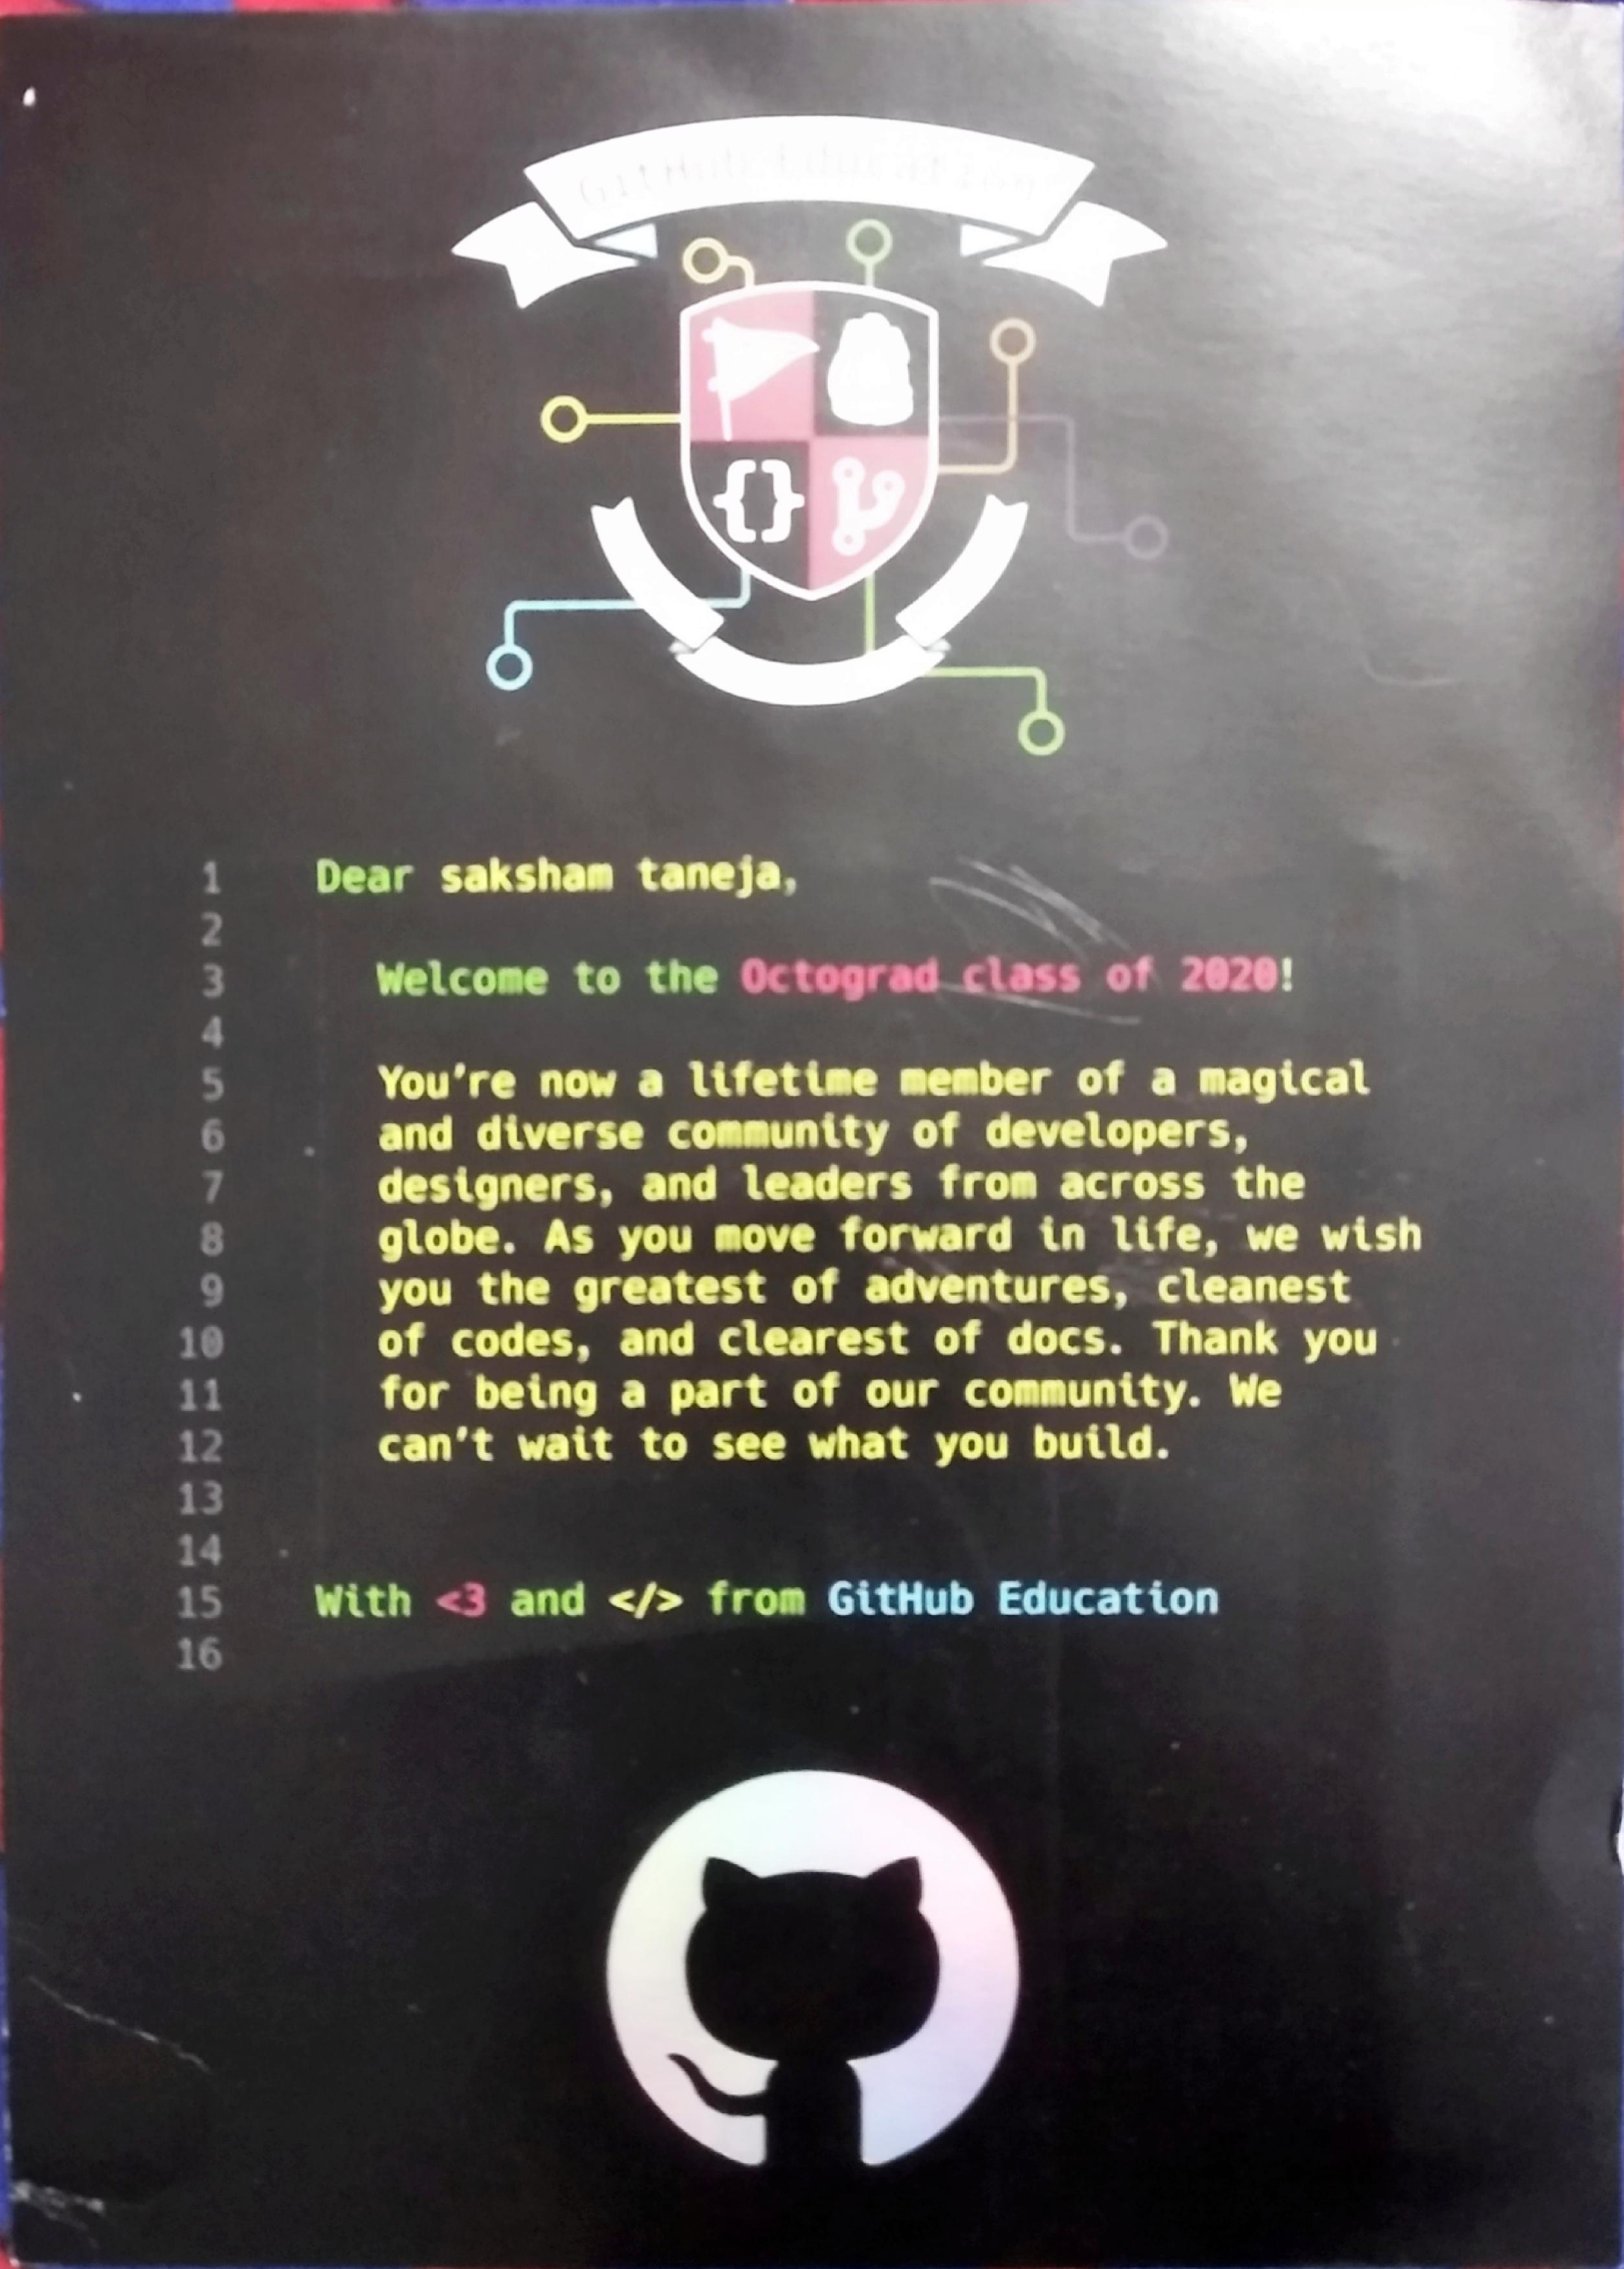 GitHub Education
1 Dear saksham taneja,
2
3 Welcome to the Octograd class of 2020!
4
5 You're now a lifetime member of a magical
6 and diverse community of developers,
7 designers, and leaders from across the
8 globe. As you move forward in life, we wish
9 you the greatest of adventures, cleanest
10 of codes, and clearest of docs. Thank you
11 for being a part of our community. We
12 can't wait to see what you build.
13
14
15 With <3 and </> from GitHub Education
16